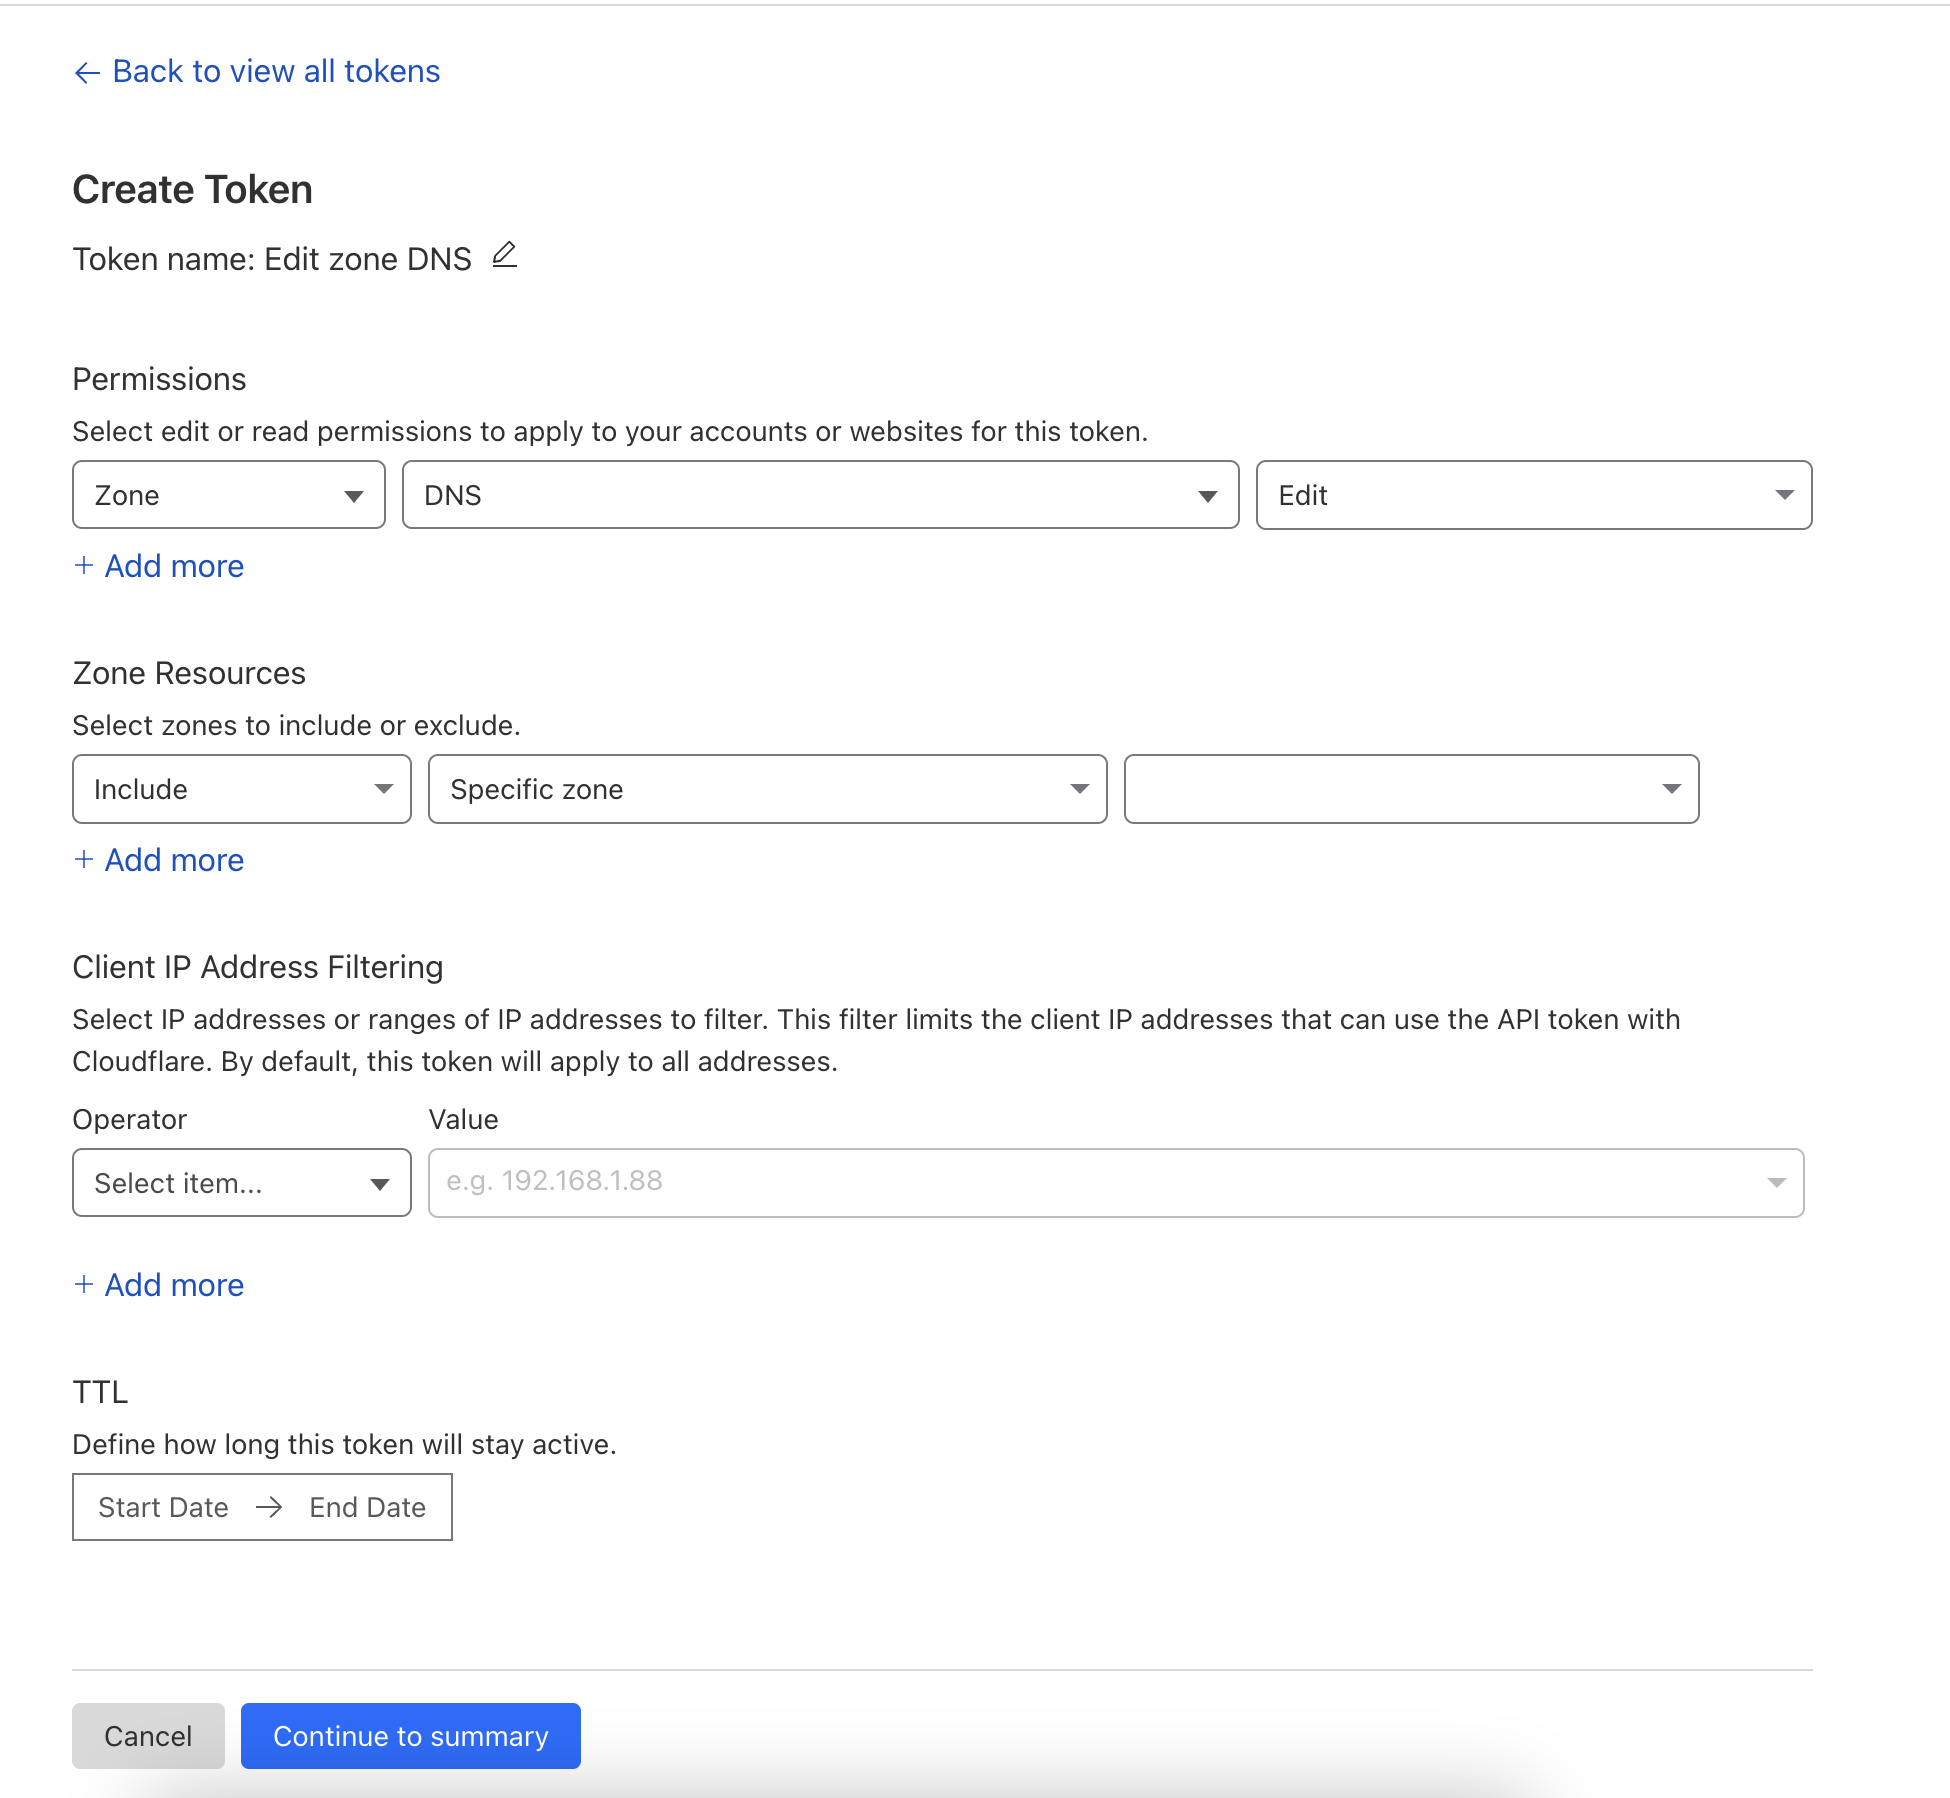 ← Back to view all tokens
Create Token
Token name: Edit zone DNS
Permissions
Select edit or read permissions to apply to your accounts or websites for this token.
Zone DNS Edit
+ Add more
Zone Resources
Select zones to include or exclude.
Include Specific zone
+ Add more
Client IP Address Filtering
Select IP addresses or ranges of IP addresses to filter. This filter limits the client IP addresses that can use the API token with
Cloudflare. By default, this token will apply to all addresses.
Operator Value
Select item... e.g. 192.168.1.88
+ Add more
TTL
Define how long this token will stay active.
Start Date → End Date
Cancel Continue to summary